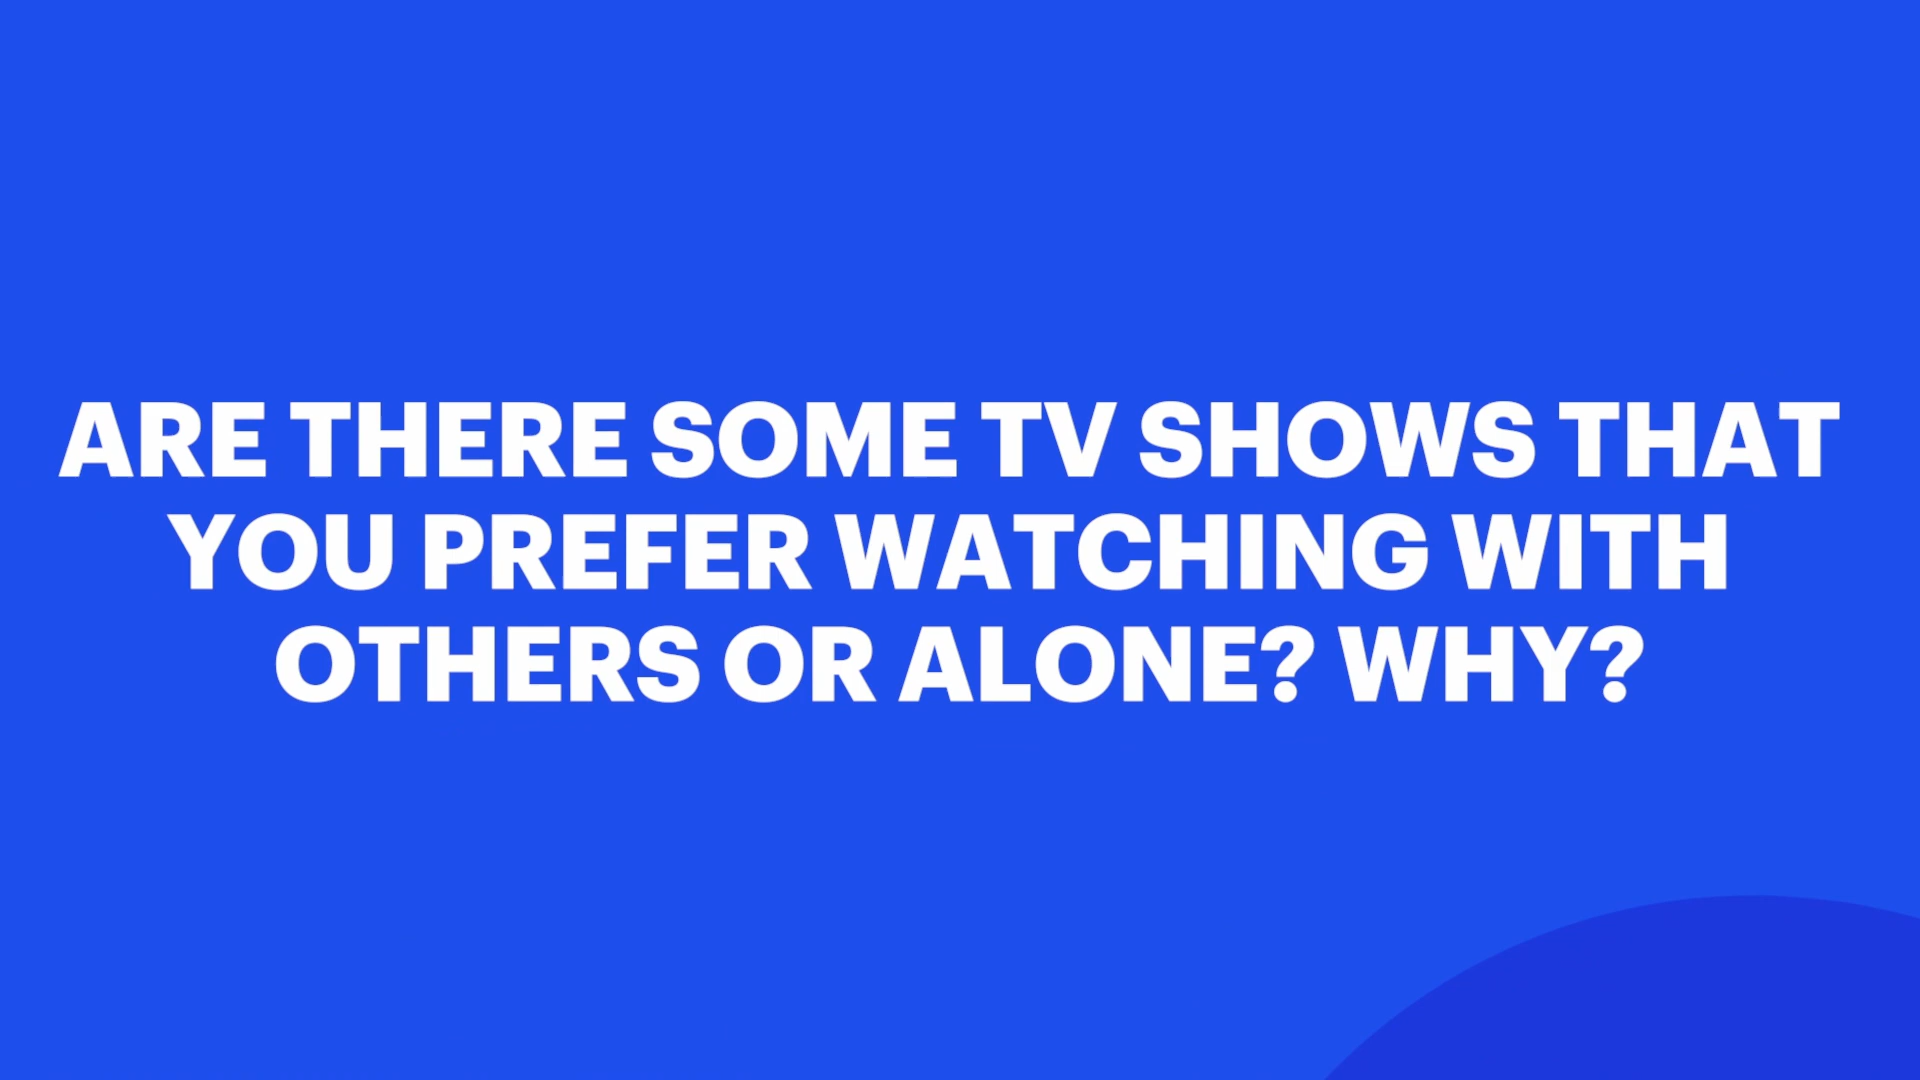 ARE THERE SOME TV SHOWS THAT
YOU PREFER WATCHING WITH
OTHERS OR ALONE? WHY?